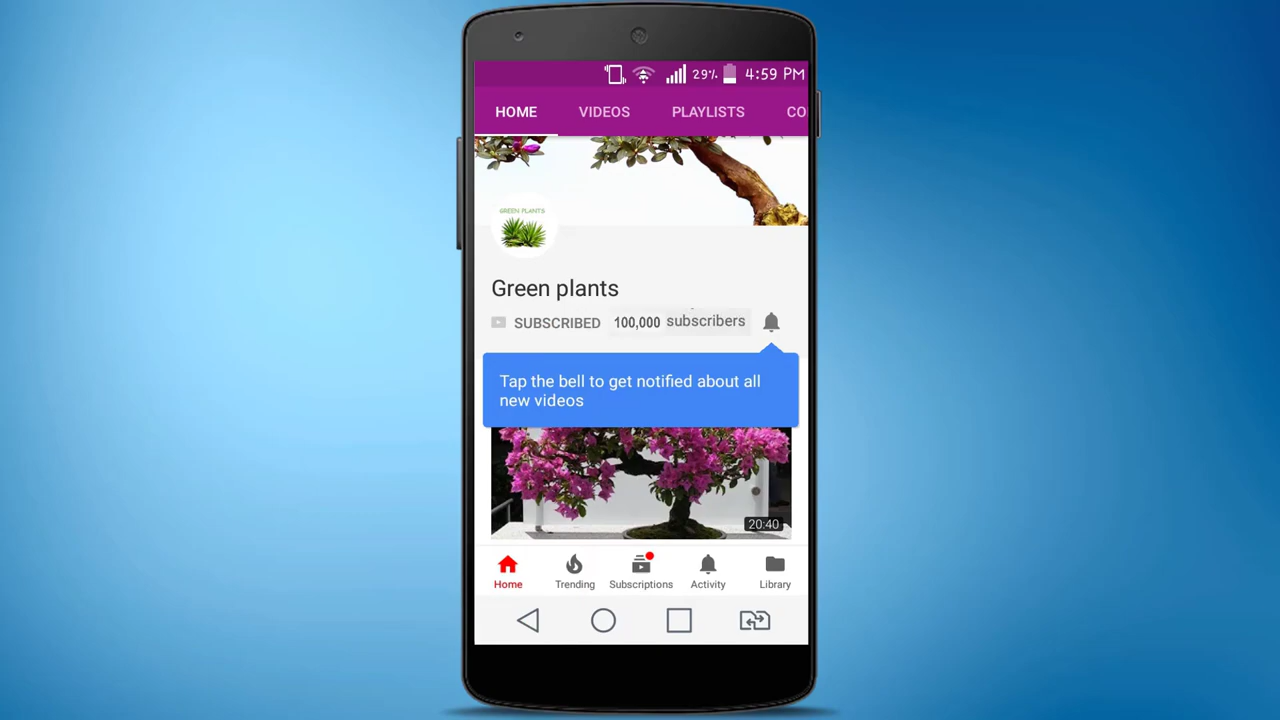 29% 4:59 PM
HOME VIDEOS PLAYLISTS CO
GREEN PLANTS
Green plants
SUBSCRIBED 100,000 subscribers
Tap the bell to get notified about all
new videos
20:40
Home Trending Subscriptions Activity Library